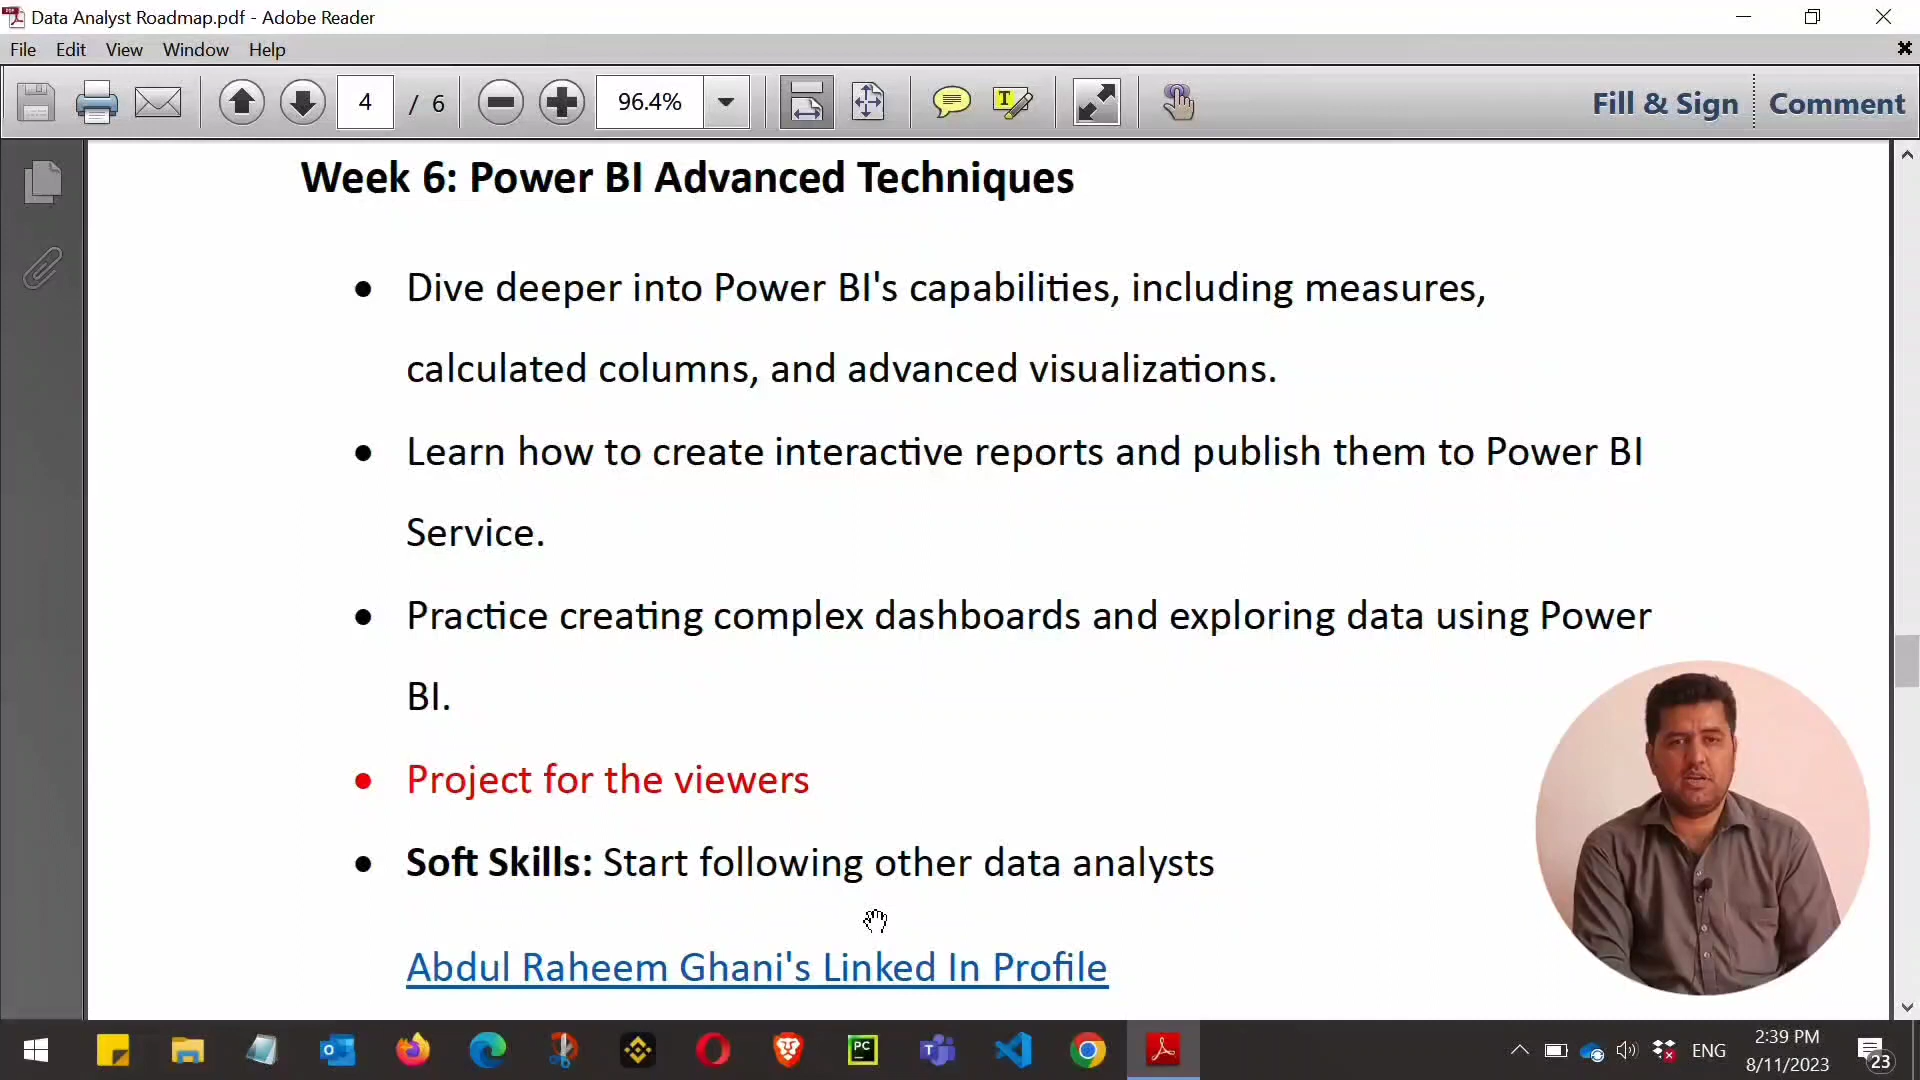 Data Analyst Roadmap.pdf - Adobe Reader
File Edit View Window Help
4 / 6 96.4% Fill & Sign Comment
Week 6: Power BI Advanced Techniques
• Dive deeper into Power BI's capabilities, including measures,
calculated columns, and advanced visualizations.
• Learn how to create interactive reports and publish them to Power BI
Service.
• Practice creating complex dashboards and exploring data using Power
BI.
• Project for the viewers
• Soft Skills: Start following other data analysts
Abdul Raheem Ghani's Linked In Profile
PC
ENG
2:39 PM
8/11/2023
23